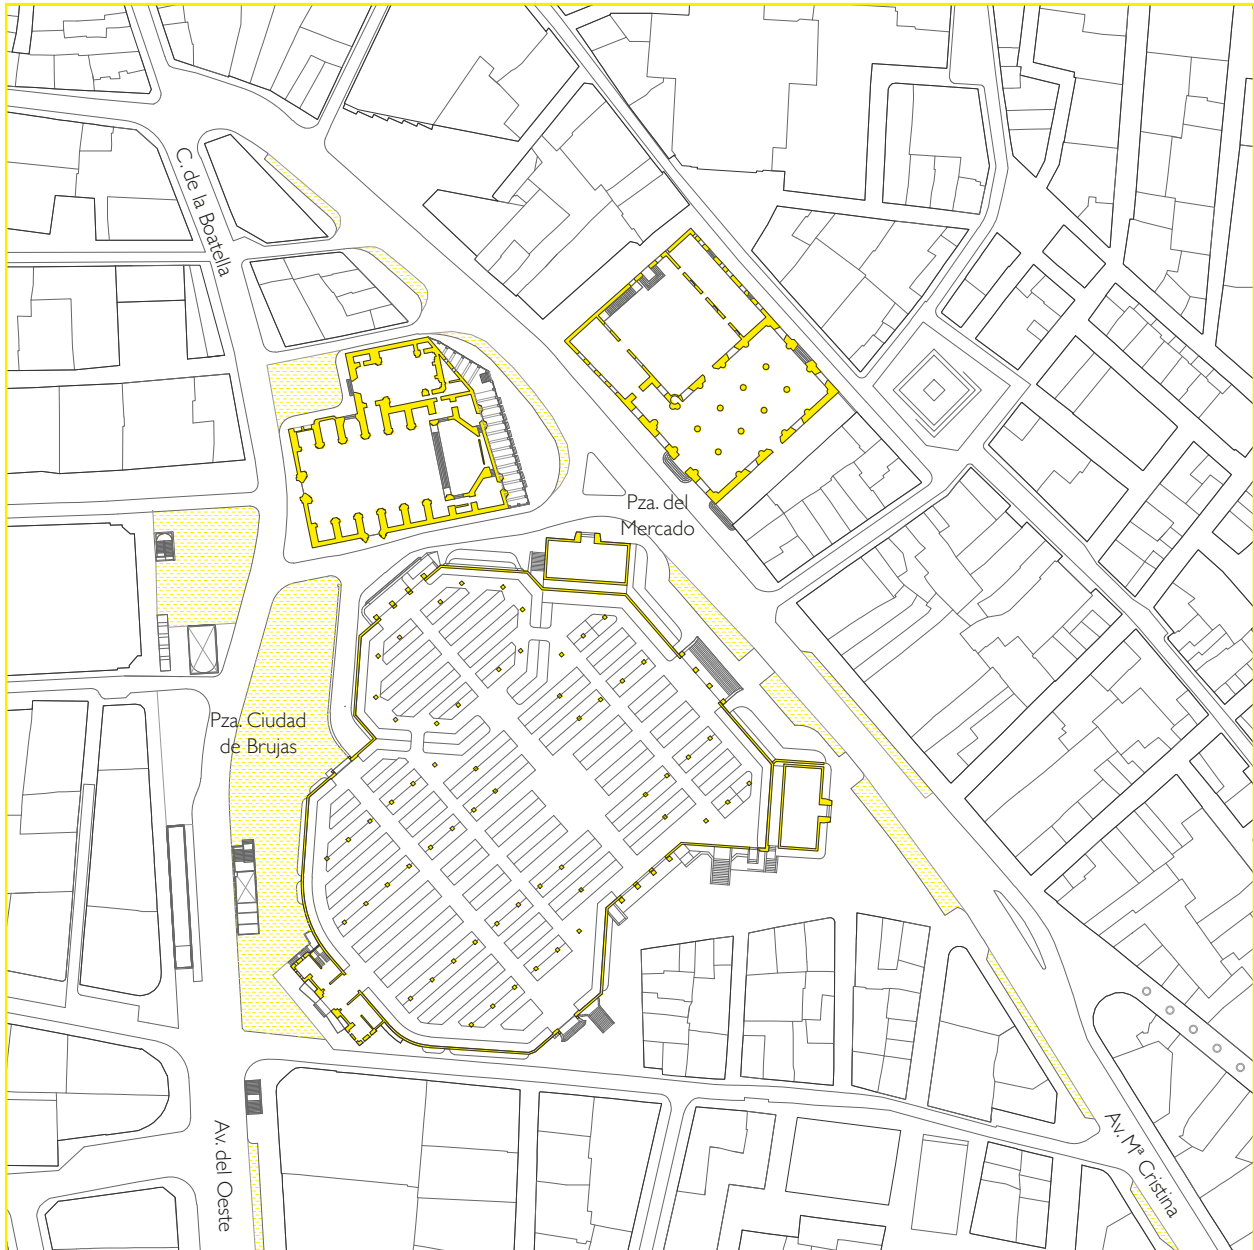 C. de la Boatella
Pza. del
Mercado
Pza. Ciudad
de Brujas
Av. del Oeste
Av. Mª Cristina